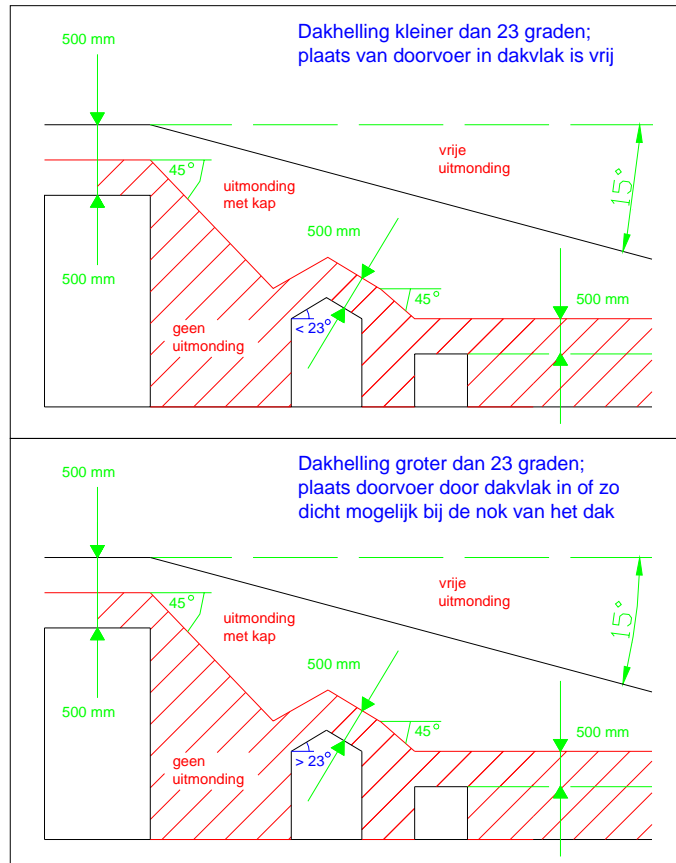 500 mm
Dakhelling kleiner dan 23 graden;
plaats van doorvoer in dakvlak is vrij
vrije
uitmonding
45°
uitmonding
met kap
15°
500 mm
500 mm
45°
500 mm
geen
uitmonding
< 23°
500 mm
Dakhelling groter dan 23 graden;
plaats doorvoer door dakvlak in of zo
dicht mogelijk bij de nok van het dak
vrije
uitmonding
45°
uitmonding
met kap
15°
500 mm
500 mm
45°
500 mm
geen
uitmonding
> 23°